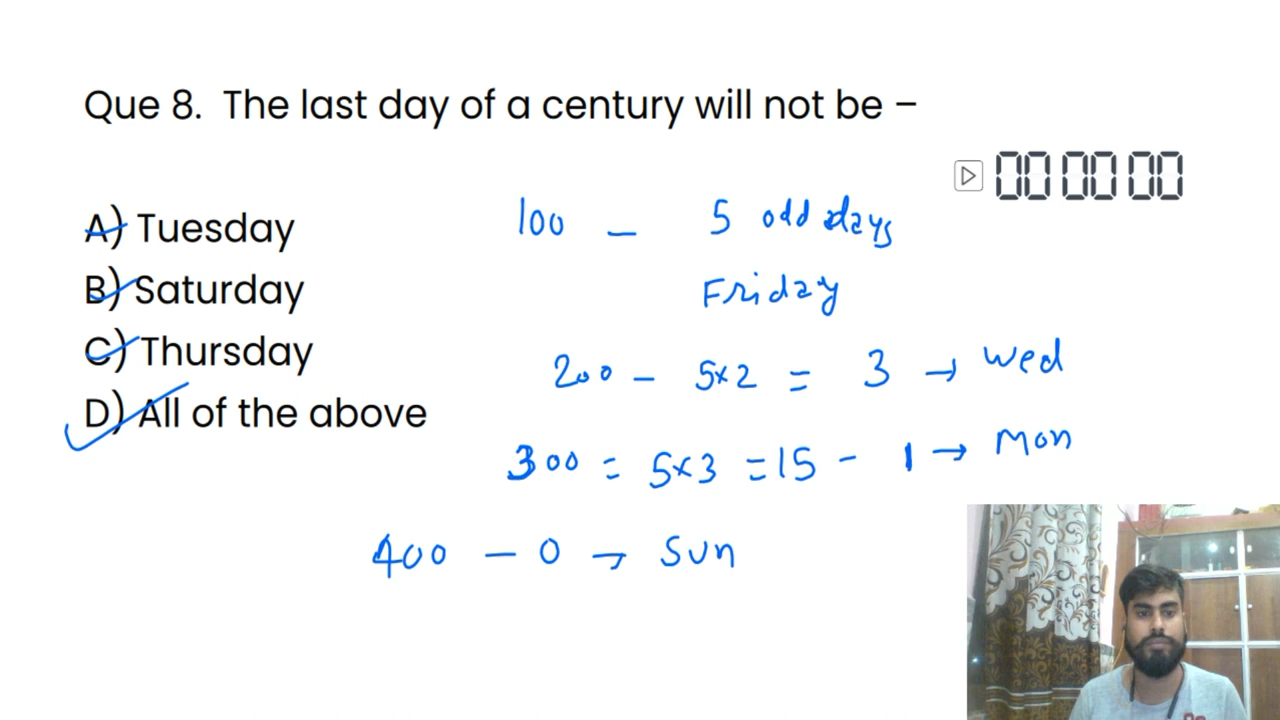 Que 8. The last day of a century will not be –
00 00 00
A) Tuesday
100 – 5 odd days
B) Saturday
Friday
C) Thursday
200 – 5×2 = 3 → Wed
D) All of the above
300 = 5×3 = 15 – 1 → Mon
400 – 0 → Sun